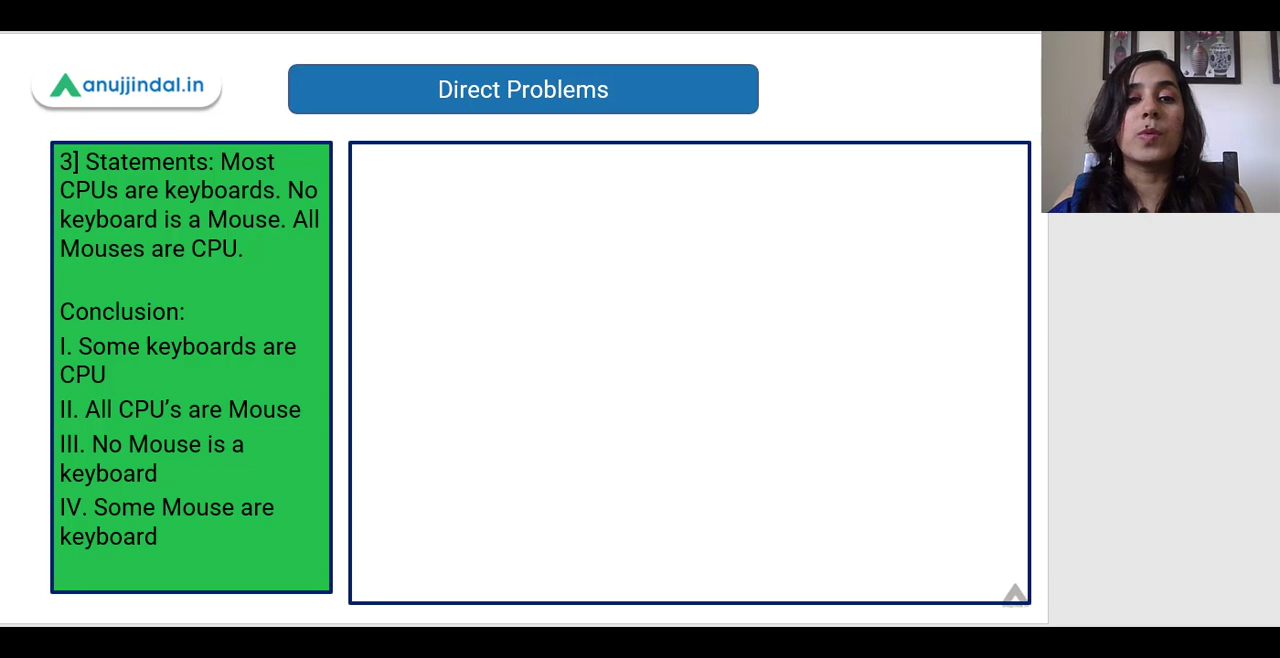 anujjindal.in
Direct Problems
3] Statements: Most
CPUs are keyboards. No
keyboard is a Mouse. All
Mouses are CPU.
Conclusion:
I. Some keyboards are
CPU
II. All CPU’s are Mouse
III. No Mouse is a
keyboard
IV. Some Mouse are
keyboard